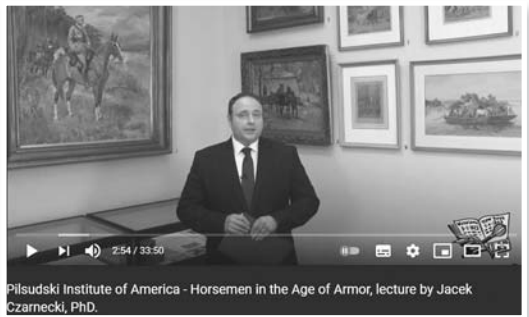 2:54 / 33:50
Pilsudski Institute of America - Horsemen in the Age of Armor, lecture by Jacek
Czarnecki, PhD.